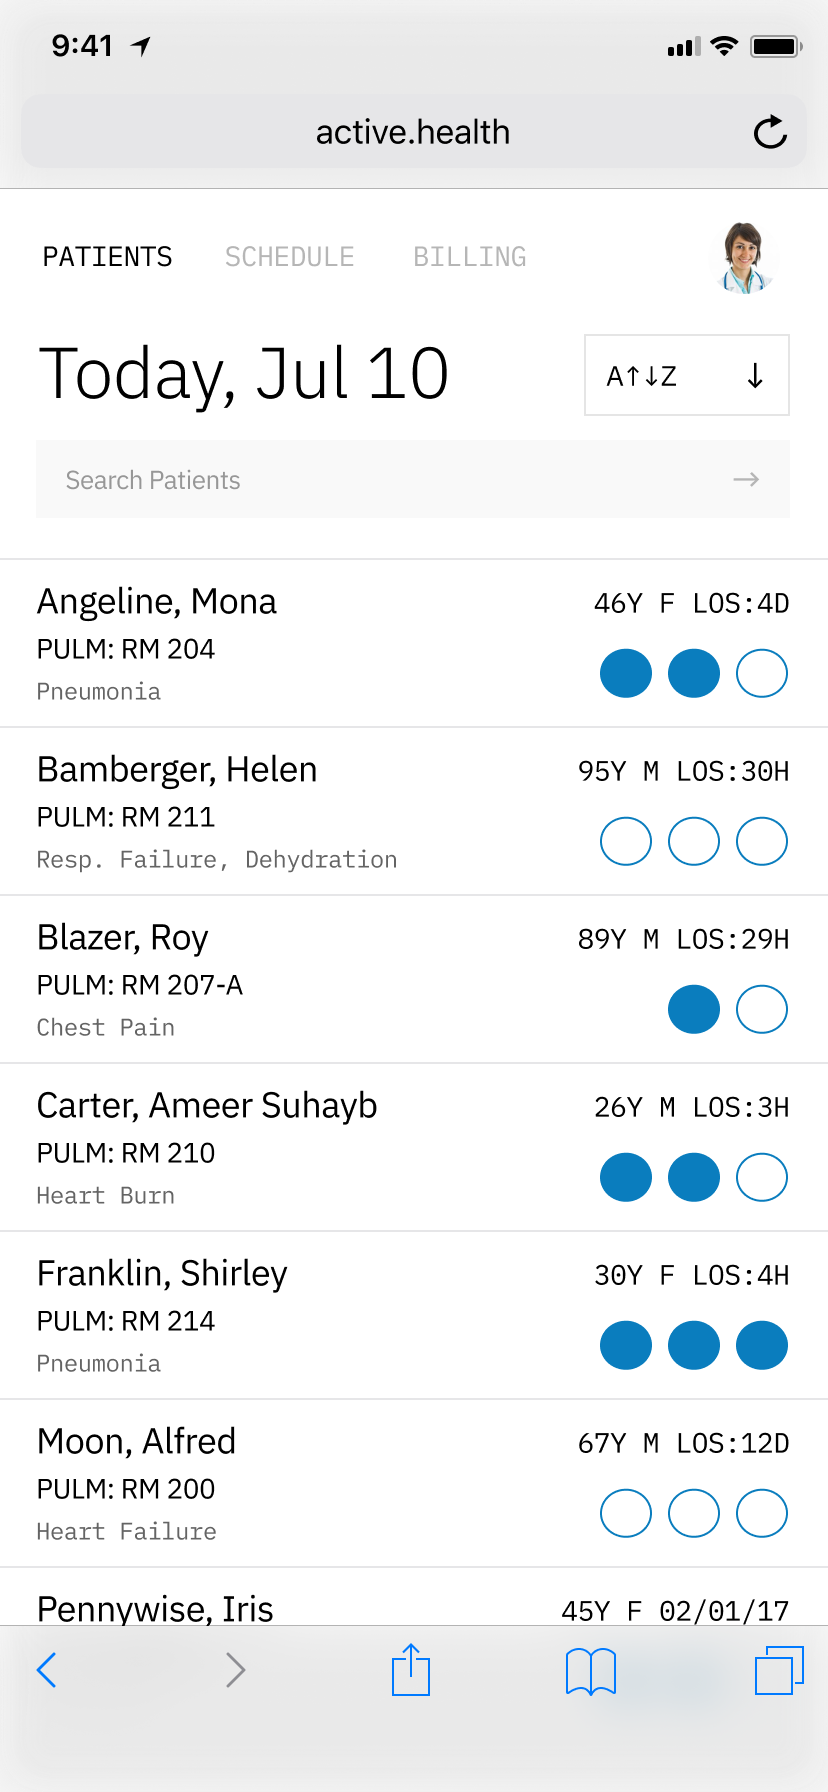 9:41
active.health
PATIENTS SCHEDULE BILLING
Today, Jul 10
A↑↓Z ↓
Search Patients →
Angeline, Mona 46Y F LOS:4D
PULM: RM 204
Pneumonia
Bamberger, Helen 95Y M LOS:30H
PULM: RM 211
Resp. Failure, Dehydration
Blazer, Roy 89Y M LOS:29H
PULM: RM 207-A
Chest Pain
Carter, Ameer Suhayb 26Y M LOS:3H
PULM: RM 210
Heart Burn
Franklin, Shirley 30Y F LOS:4H
PULM: RM 214
Pneumonia
Moon, Alfred 67Y M LOS:12D
PULM: RM 200
Heart Failure
Pennywise, Iris 45Y F 02/01/17